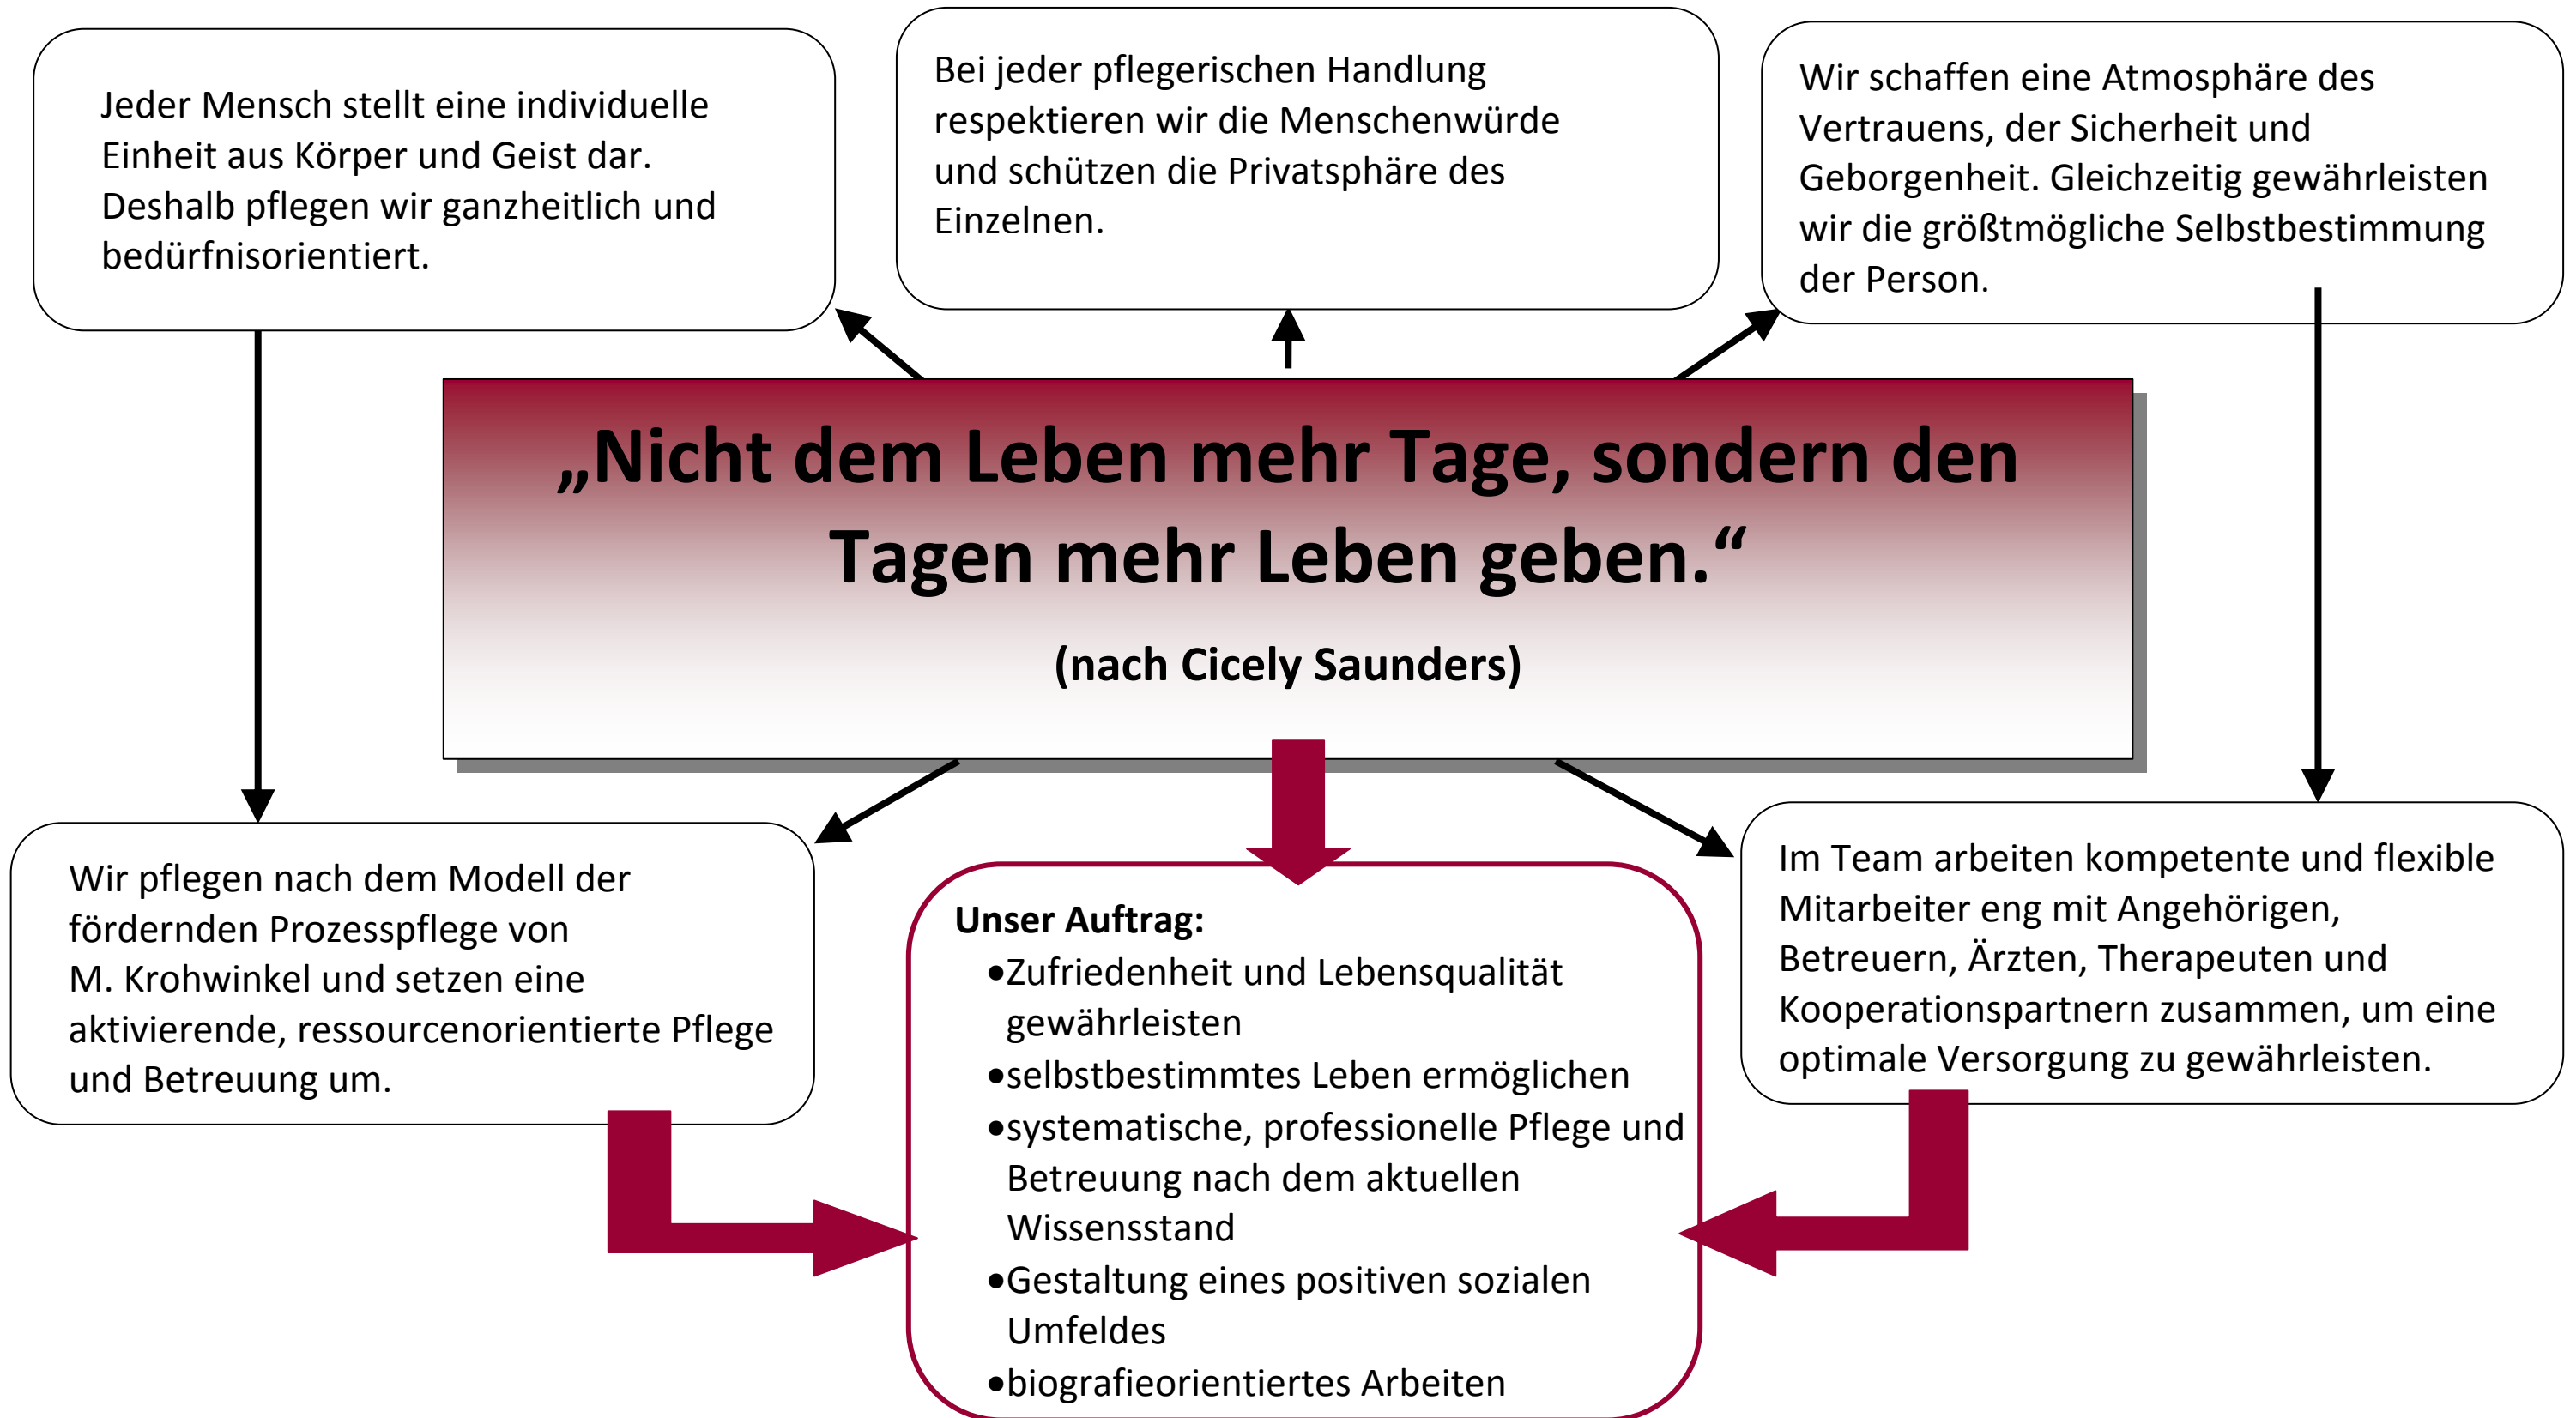 Jeder Mensch stellt eine individuelle
Einheit aus Körper und Geist dar.
Deshalb pflegen wir ganzheitlich und
bedürfnisorientiert.
Bei jeder pflegerischen Handlung
respektieren wir die Menschenwürde
und schützen die Privatsphäre des
Einzelnen.
Wir schaffen eine Atmosphäre des
Vertrauens, der Sicherheit und
Geborgenheit. Gleichzeitig gewährleisten
wir die größtmögliche Selbstbestimmung
der Person.
„Nicht dem Leben mehr Tage, sondern den
Tagen mehr Leben geben.“
(nach Cicely Saunders)
Wir pflegen nach dem Modell der
fördernden Prozesspflege von
M. Krohwinkel und setzen eine
aktivierende, ressourcenorientierte Pflege
und Betreuung um.
Unser Auftrag:
•Zufriedenheit und Lebensqualität
gewährleisten
•selbstbestimmtes Leben ermöglichen
•systematische, professionelle Pflege und
Betreuung nach dem aktuellen
Wissensstand
•Gestaltung eines positiven sozialen
Umfeldes
•biografieorientiertes Arbeiten
Im Team arbeiten kompetente und flexible
Mitarbeiter eng mit Angehörigen,
Betreuern, Ärzten, Therapeuten und
Kooperationspartnern zusammen, um eine
optimale Versorgung zu gewährleisten.